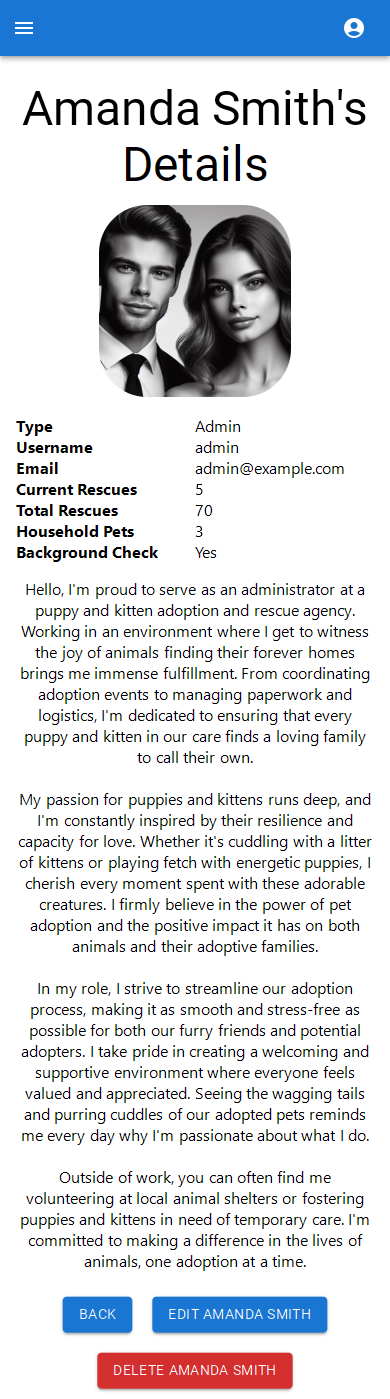 Amanda Smith's
Details
Type Admin
Username admin
Email admin@example.com
Current Rescues 5
Total Rescues 70
Household Pets 3
Background Check Yes
Hello, I'm proud to serve as an administrator at a
puppy and kitten adoption and rescue agency.
Working in an environment where I get to witness
the joy of animals finding their forever homes
brings me immense fulfillment. From coordinating
adoption events to managing paperwork and
logistics, I'm dedicated to ensuring that every
puppy and kitten in our care finds a loving family
to call their own.
My passion for puppies and kittens runs deep, and
I'm constantly inspired by their resilience and
capacity for love. Whether it's cuddling with a litter
of kittens or playing fetch with energetic puppies, I
cherish every moment spent with these adorable
creatures. I firmly believe in the power of pet
adoption and the positive impact it has on both
animals and their adoptive families.
In my role, I strive to streamline our adoption
process, making it as smooth and stress-free as
possible for both our furry friends and potential
adopters. I take pride in creating a welcoming and
supportive environment where everyone feels
valued and appreciated. Seeing the wagging tails
and purring cuddles of our adopted pets reminds
me every day why I'm passionate about what I do.
Outside of work, you can often find me
volunteering at local animal shelters or fostering
puppies and kittens in need of temporary care. I'm
committed to making a difference in the lives of
animals, one adoption at a time.
BACK EDIT AMANDA SMITH
DELETE AMANDA SMITH